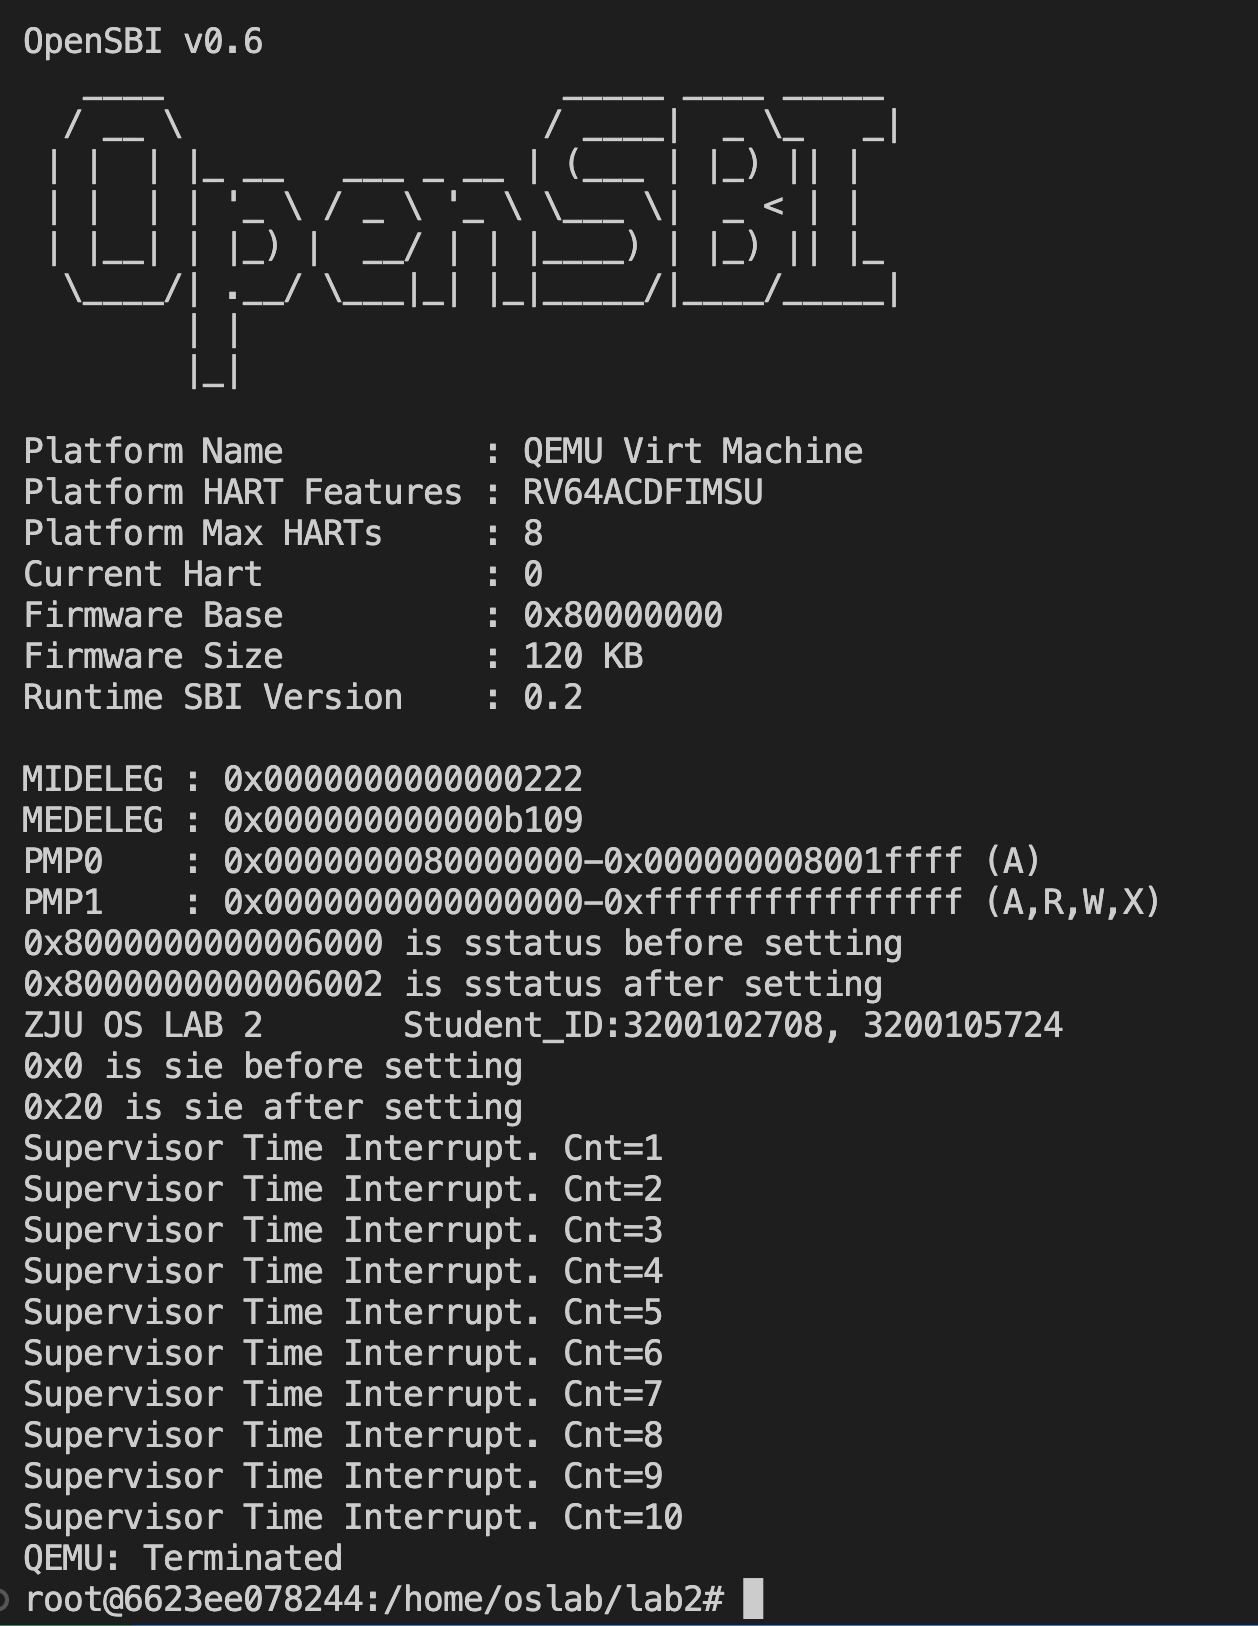 OpenSBI v0.6
   ____                    _____ ____ _____
  / __ \                  / ____|  _ \_   _|
 | |  | |_ __   ___ _ __ | (___ | |_) || |
 | |  | | '_ \ / _ \ '_ \ \___ \|  _ < | |
 | |__| | |_) |  __/ | | |____) | |_) || |_
  \____/| .__/ \___|_| |_|_____/|____/_____|
        | |
        |_|
Platform Name          : QEMU Virt Machine
Platform HART Features : RV64ACDFIMSU
Platform Max HARTs     : 8
Current Hart           : 0
Firmware Base          : 0x80000000
Firmware Size          : 120 KB
Runtime SBI Version    : 0.2
MIDELEG : 0x0000000000000222
MEDELEG : 0x000000000000b109
PMP0    : 0x0000000080000000-0x000000008001ffff (A)
PMP1    : 0x0000000000000000-0xffffffffffffffff (A,R,W,X)
0x8000000000006000 is sstatus before setting
0x8000000000006002 is sstatus after setting
ZJU OS LAB 2       Student_ID:3200102708, 3200105724
0x0 is sie before setting
0x20 is sie after setting
Supervisor Time Interrupt. Cnt=1
Supervisor Time Interrupt. Cnt=2
Supervisor Time Interrupt. Cnt=3
Supervisor Time Interrupt. Cnt=4
Supervisor Time Interrupt. Cnt=5
Supervisor Time Interrupt. Cnt=6
Supervisor Time Interrupt. Cnt=7
Supervisor Time Interrupt. Cnt=8
Supervisor Time Interrupt. Cnt=9
Supervisor Time Interrupt. Cnt=10
QEMU: Terminated
root@6623ee078244:/home/oslab/lab2#